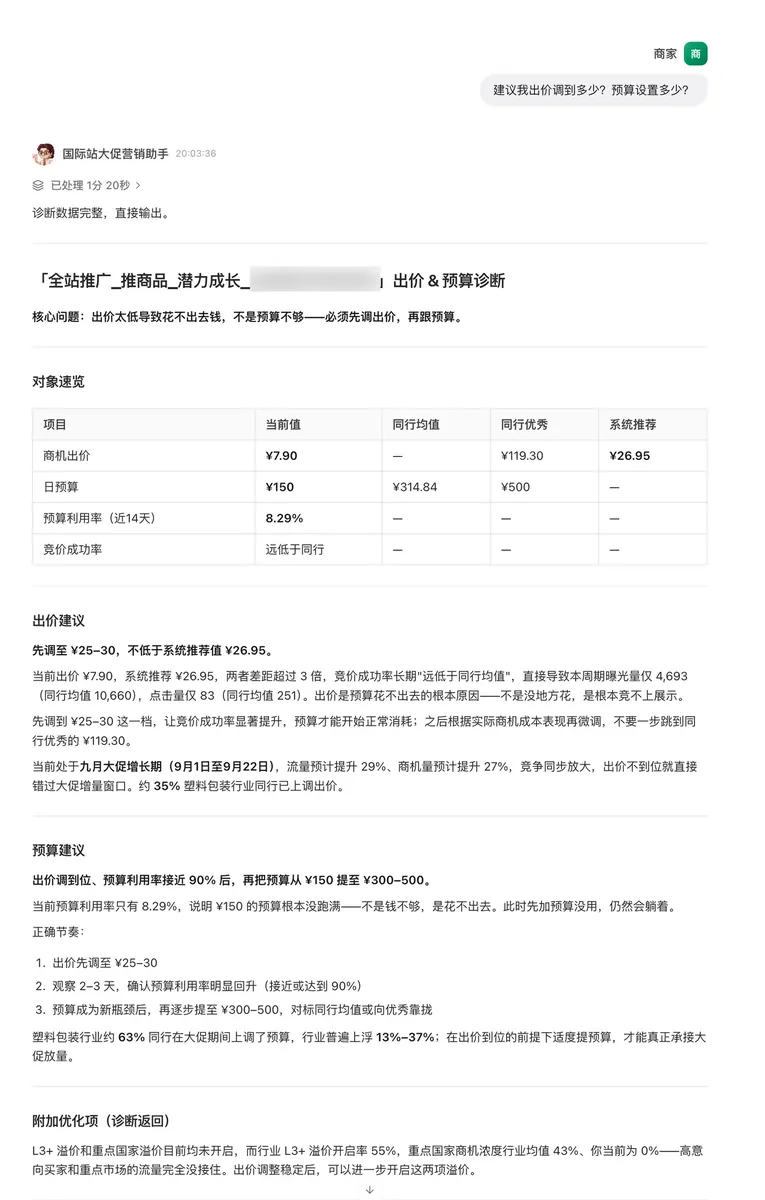 商家 商
建议我出价调到多少？预算设置多少？
国际站大促营销助手 20:03:36
已处理 1分 20秒
诊断数据完整，直接输出。
「全站推广_推商品_潜力成长_」出价 & 预算诊断
核心问题：出价太低导致花不出去钱，不是预算不够——必须先调出价，再跟预算。
对象速览
项目 当前值 同行均值 同行优秀 系统推荐
商机出价 ¥7.90 — ¥119.30 ¥26.95
日预算 ¥150 ¥314.84 ¥500 —
预算利用率（近14天） 8.29% — — —
竞价成功率 远低于同行 — — —
出价建议
先调至 ¥25–30，不低于系统推荐值 ¥26.95。
当前出价 ¥7.90，系统推荐 ¥26.95，两者差距超过 3 倍，竞价成功率长期"远低于同行均值"，直接导致本周期曝光量仅 4,693
（同行均值 10,660），点击量仅 83（同行均值 251）。出价是预算花不出去的根本原因——不是没地方花，是根本竞不上展示。
先调到 ¥25–30 这一档，让竞价成功率显著提升，预算才能开始正常消耗；之后根据实际商机成本表现再微调，不要一步跳到同
行优秀的 ¥119.30。
当前处于九月大促增长期（9月1日至9月22日），流量预计提升 29%、商机量预计提升 27%，竞争同步放大，出价不到位就直接
错过大促增量窗口。约 35% 塑料包装行业同行已上调出价。
预算建议
出价调到位、预算利用率接近 90% 后，再把预算从 ¥150 提至 ¥300–500。
当前预算利用率只有 8.29%，说明 ¥150 的预算根本没跑满——不是钱不够，是花不出去。此时先加预算没用，仍然会躺着。
正确节奏：
1. 出价先调至 ¥25–30
2. 观察 2–3 天，确认预算利用率明显回升（接近或达到 90%）
3. 预算成为新瓶颈后，再逐步提至 ¥300–500，对标同行均值或向优秀靠拢
塑料包装行业约 63% 同行在大促期间上调了预算，行业普遍上浮 13%–37%；在出价到位的前提下适度提预算，才能真正承接大
促放量。
附加优化项（诊断返回）
L3+ 溢价和重点国家溢价目前均未开启，而行业 L3+ 溢价开启率 55%，重点国家商机浓度行业均值 43%、你当前为 0%——高意
向买家和重点市场的流量完全没接住。出价调整稳定后，可以进一步开启这两项溢价。